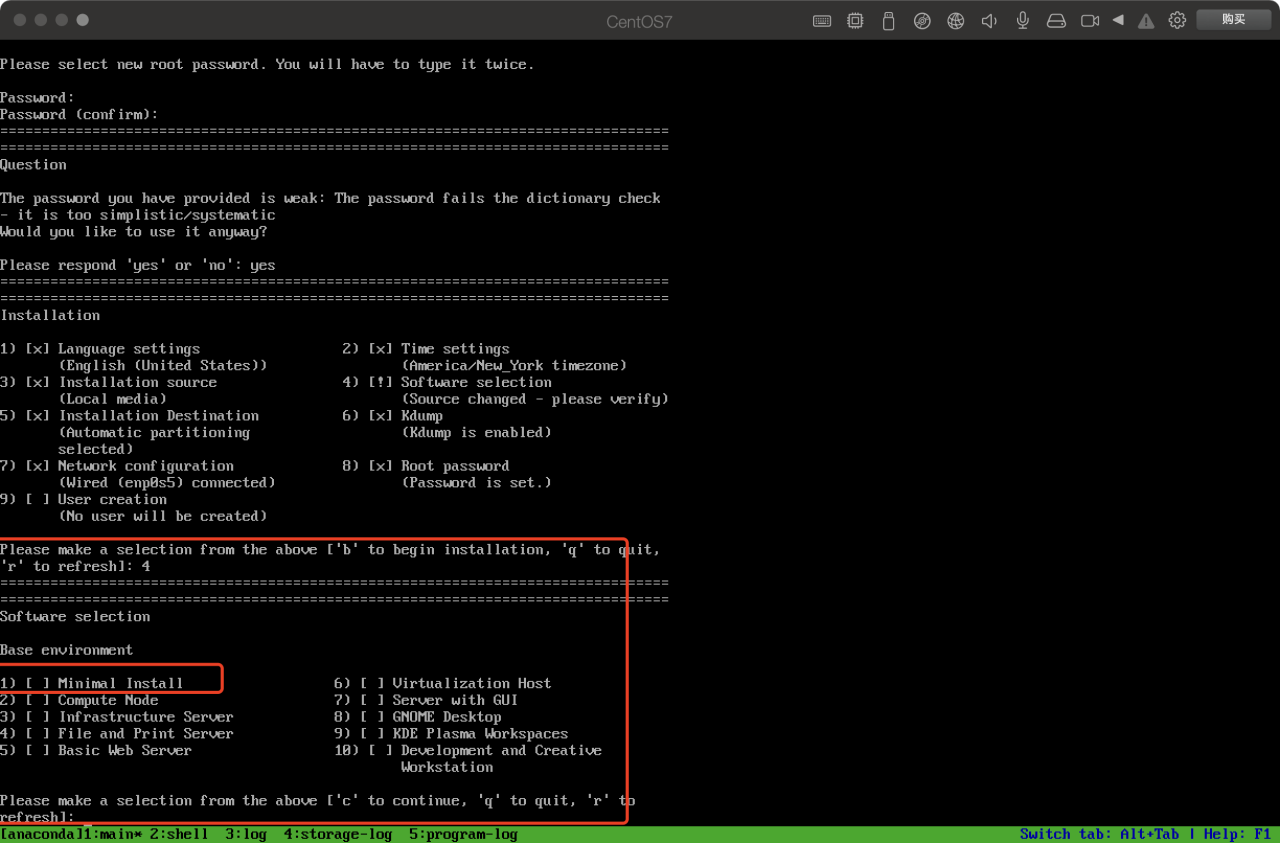 CentOS7
购买
Please select new root password. You will have to type it twice.
Password:
Password (confirm):
================================================================================
================================================================================
Question
The password you have provided is weak: The password fails the dictionary check
- it is too simplistic/systematic
Would you like to use it anyway?
Please respond 'yes' or 'no': yes
================================================================================
================================================================================
Installation
1) [x] Language settings                 2) [x] Time settings
(English (United States))                (America/New_York timezone)
3) [x] Installation source               4) [!] Software selection
(Local media)                            (Source changed - please verify)
5) [x] Installation Destination          6) [x] Kdump
(Automatic partitioning                  (Kdump is enabled)
selected)
7) [x] Network configuration             8) [x] Root password
(Wired (enp0s5) connected)               (Password is set.)
9) [ ] User creation
(No user will be created)
Please make a selection from the above ['b' to begin installation, 'q' to quit,
'r' to refresh]: 4
================================================================================
================================================================================
Software selection
Base environment
1) [ ] Minimal Install                  6) [ ] Virtualization Host
2) [ ] Compute Node                     7) [ ] Server with GUI
3) [ ] Infrastructure Server            8) [ ] GNOME Desktop
4) [ ] File and Print Server            9) [ ] KDE Plasma Workspaces
5) [ ] Basic Web Server                 10) [ ] Development and Creative
Workstation
Please make a selection from the above ['c' to continue, 'q' to quit, 'r' to
refresh]: _
[anaconda]1:main* 2:shell  3:log  4:storage-log  5:program-log Switch tab: Alt+Tab | Help: F1